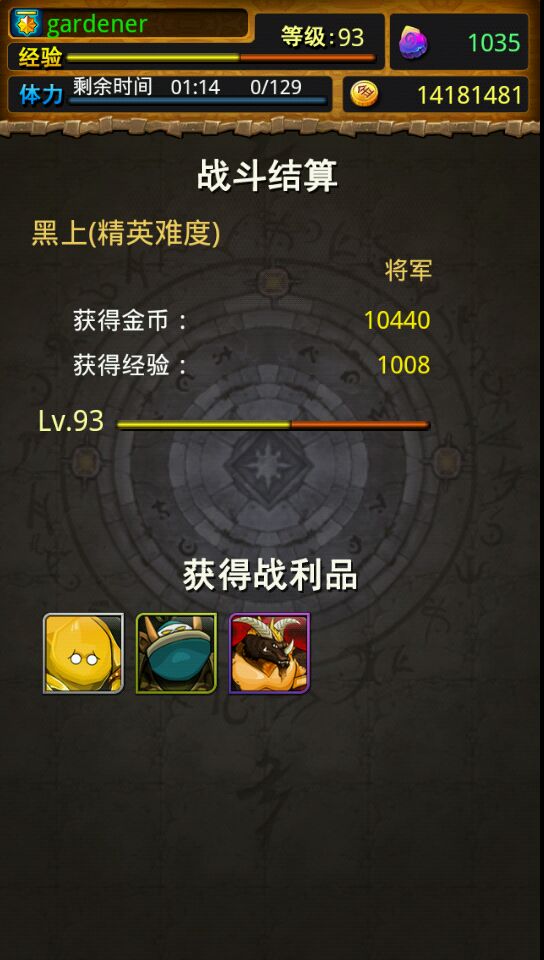 gardener
等级:93
1035
经验
体力 剩余时间 01:14 0/129
14181481
战斗结算
黑上(精英难度)
将军
获得金币： 10440
获得经验： 1008
Lv.93
获得战利品